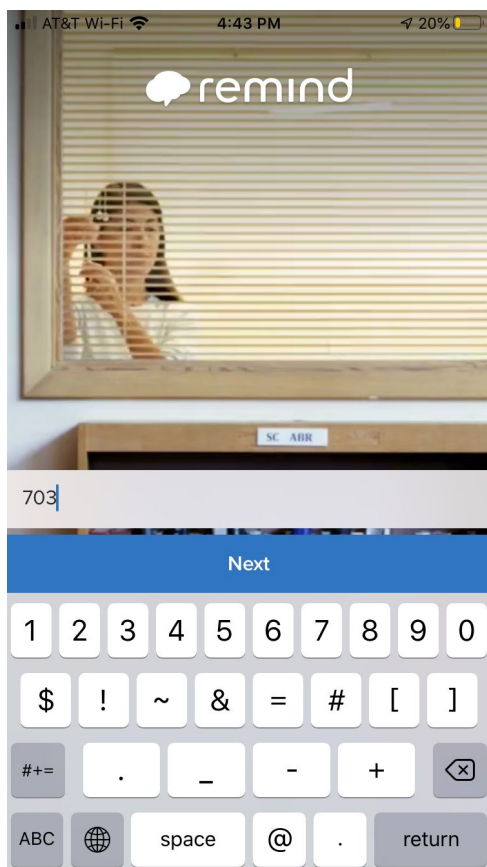 AT&T Wi-Fi 4:43 PM 20%
remind
SC ABR
703
Next
1 2 3 4 5 6 7 8 9 0
$ ! ~ & = # [ ]
#+= . _ - +
ABC space @ . return